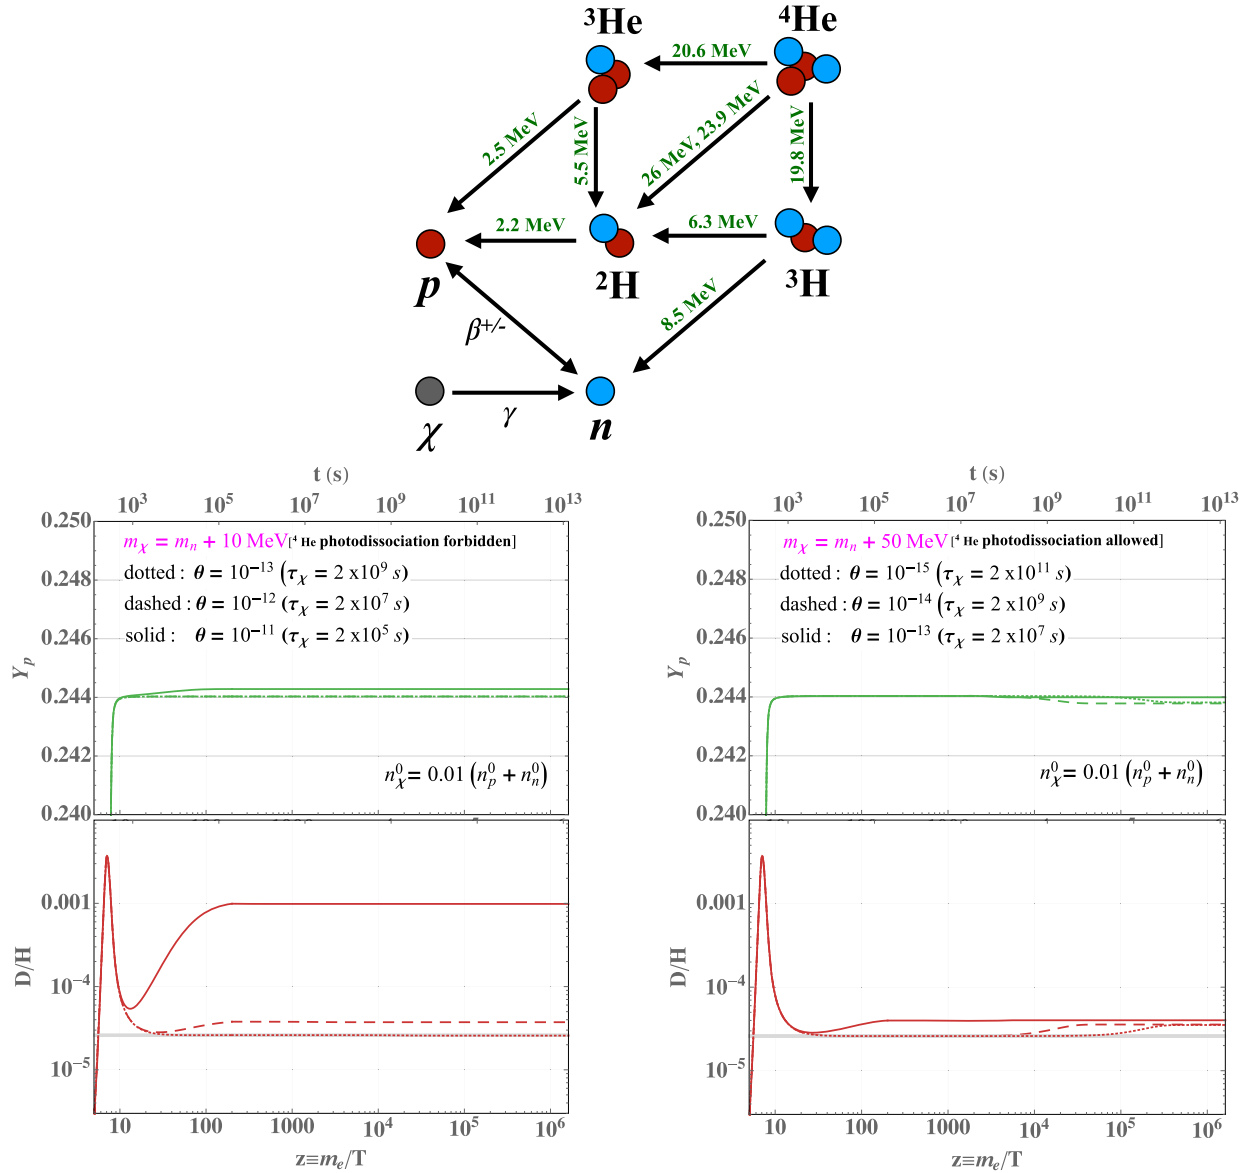 ³He
⁴He
20.6 MeV
2.5 MeV
5.5 MeV
26 MeV, 23.9 MeV
19.8 MeV
2.2 MeV
6.3 MeV
p
²H
³H
8.5 MeV
β⁺/⁻
χ
γ
n
t (s)
10³ 10⁵ 10⁷ 10⁹ 10¹¹ 10¹³
0.250
0.248
0.246
0.244
0.242
0.240
Yₚ
mχ = mₙ + 10 MeV [⁴ He photodissociation forbidden]
dotted : θ = 10⁻¹³ (τχ = 2 x10⁹ s)
dashed : θ = 10⁻¹² (τχ = 2 x10⁷ s)
solid : θ = 10⁻¹¹ (τχ = 2 x10⁵ s)
n⁰χ = 0.01 (n⁰ₚ + n⁰ₙ)
0.001
10⁻⁴
10⁻⁵
D/H
10 100 1000 10⁴ 10⁵ 10⁶
z≡mₑ/T
t (s)
10³ 10⁵ 10⁷ 10⁹ 10¹¹ 10¹³
0.250
0.248
0.246
0.244
0.242
0.240
Yₚ
mχ = mₙ + 50 MeV [⁴ He photodissociation allowed]
dotted : θ = 10⁻¹⁵ (τχ = 2 x10¹¹ s)
dashed : θ = 10⁻¹⁴ (τχ = 2 x10⁹ s)
solid : θ = 10⁻¹³ (τχ = 2 x10⁷ s)
n⁰χ = 0.01 (n⁰ₚ + n⁰ₙ)
0.001
10⁻⁴
10⁻⁵
D/H
10 100 1000 10⁴ 10⁵ 10⁶
z≡mₑ/T